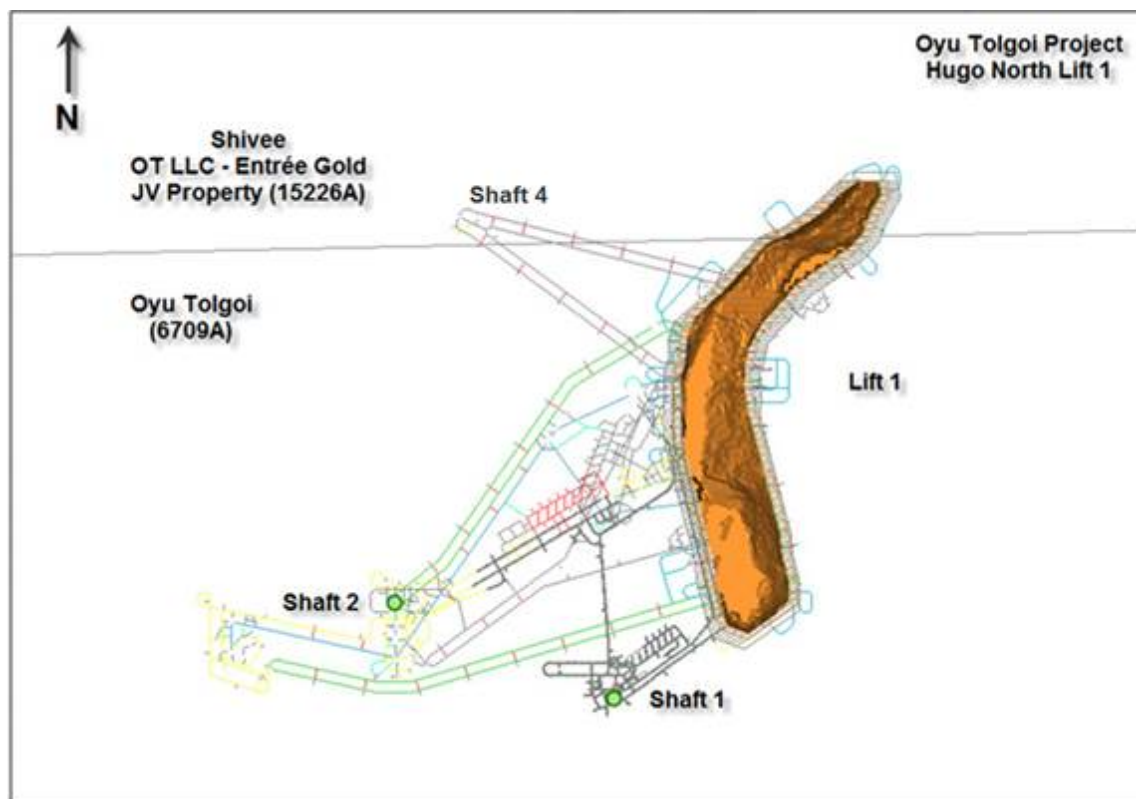 Oyu Tolgoi Project
Hugo North Lift 1
N
Shivee
OT LLC - Entrée Gold
JV Property (15226A)
Shaft 4
Oyu Tolgoi
(6709A)
Lift 1
Shaft 2
Shaft 1